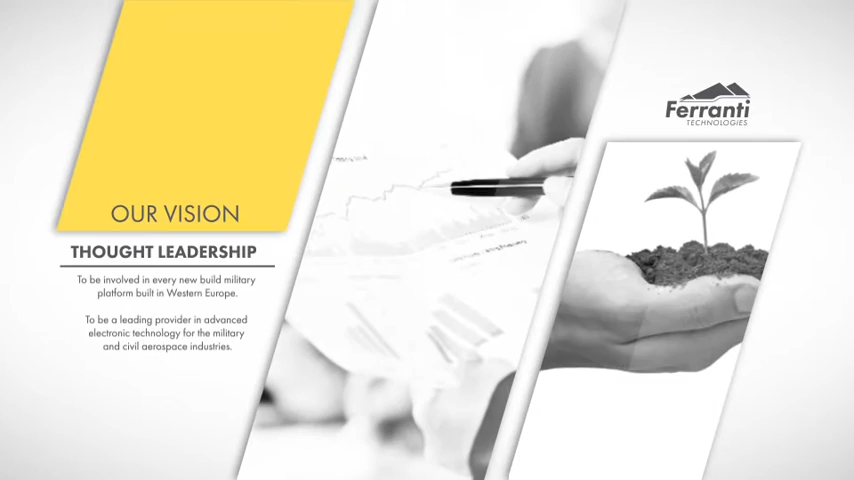 OUR VISION
THOUGHT LEADERSHIP
To be involved in every new build military
platform built in Western Europe.
To be a leading provider in advanced
electronic technology for the military
and civil aerospace industries.
Ferranti
TECHNOLOGIES